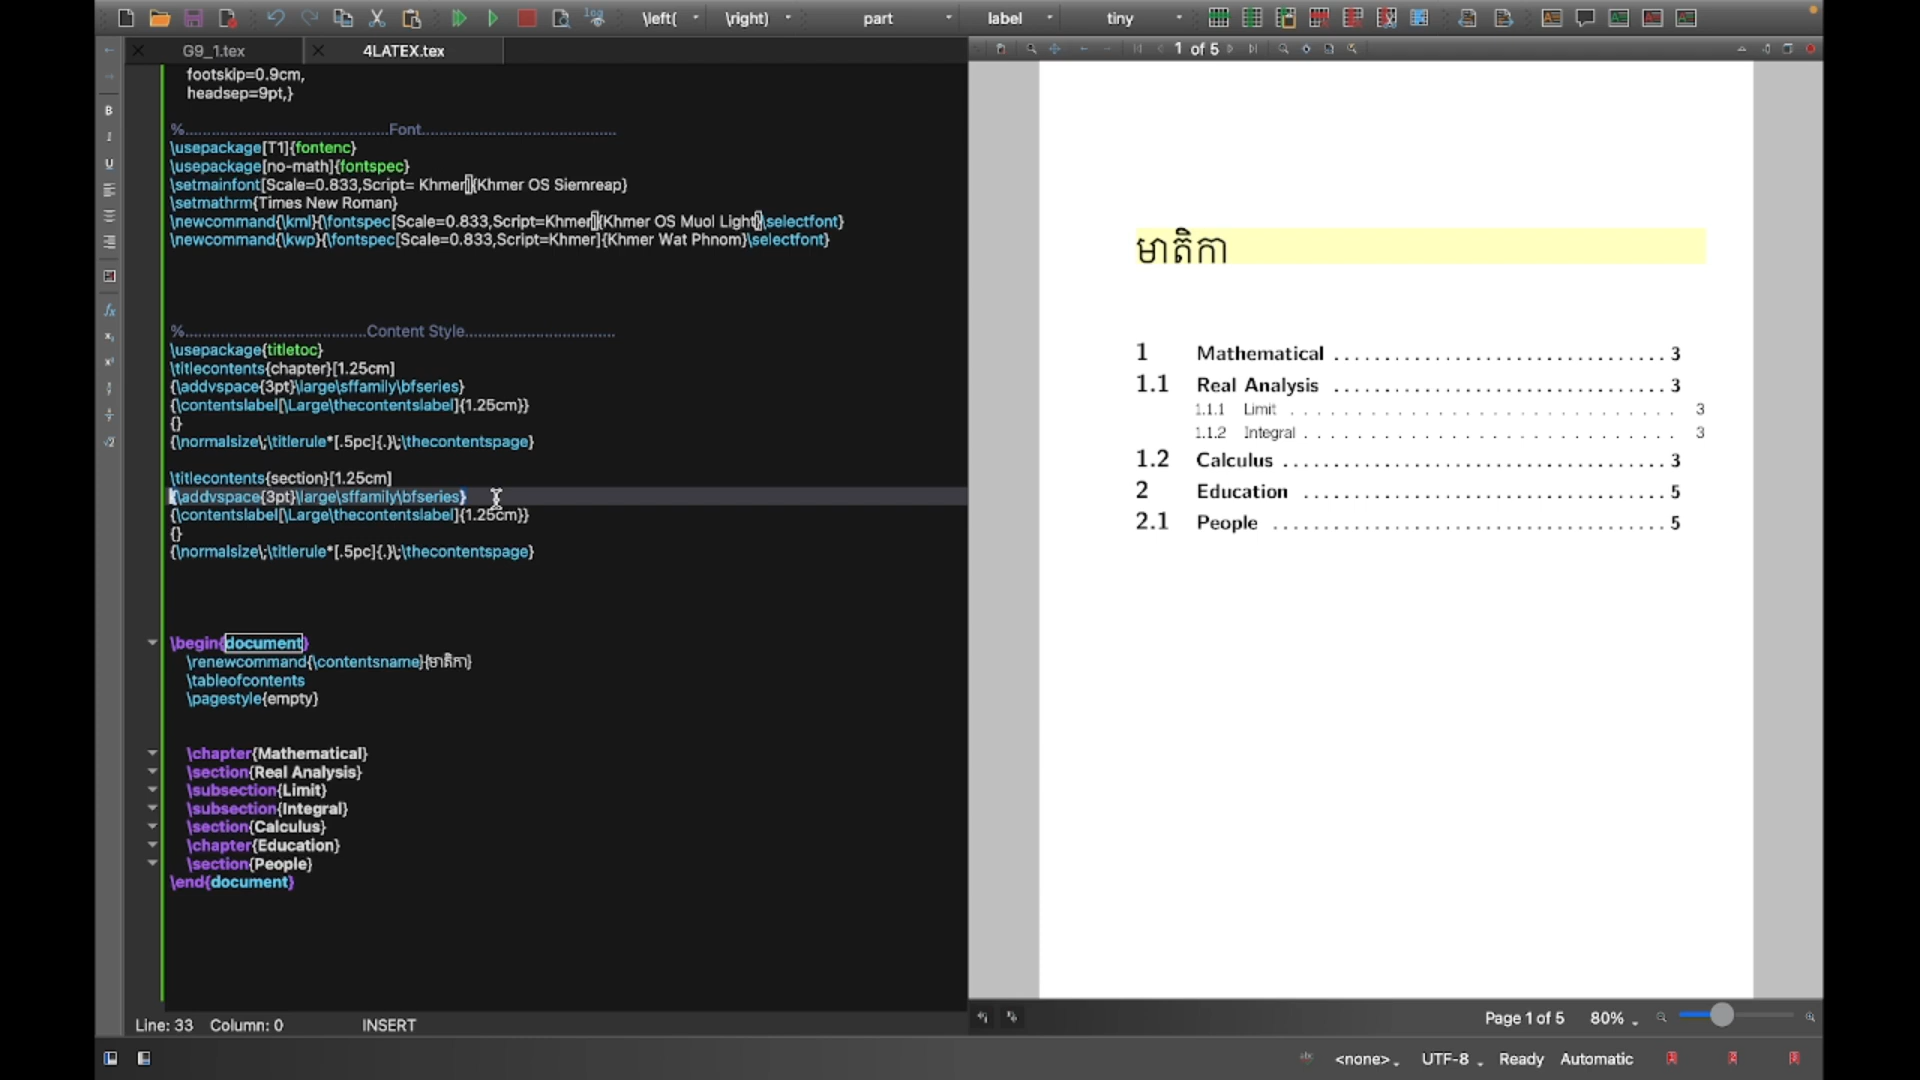 \left( \right) part label tiny
G9_1.tex 4LATEX.tex
1 of 5
footskip=0.9cm,
headsep=9pt,}
%..........................................Font........................................
\usepackage[T1]{fontenc}
\usepackage[no-math]{fontspec}
\setmainfont[Scale=0.833,Script= Khmer]{Khmer OS Siemreap}
\setmathrm{Times New Roman}
\newcommand{\kml}{\fontspec[Scale=0.833,Script=Khmer]{Khmer OS Muol Light}\selectfont}
\newcommand{\kwp}{\fontspec[Scale=0.833,Script=Khmer]{Khmer Wat Phnom}\selectfont}
%.....................................Content Style...............................
\usepackage{titletoc}
\titlecontents{chapter}[1.25cm]
{\addvspace{3pt}\large\sffamily\bfseries}
{\contentslabel[\Large\thecontentslabel]{1.25cm}}
{}
{\normalsize\;\titlerule*[.5pc]{.}\;\thecontentspage}
\titlecontents{section}[1.25cm]
{\addvspace{3pt}\large\sffamily\bfseries}
{\contentslabel[\Large\thecontentslabel]{1.25cm}}
{}
{\normalsize\;\titlerule*[.5pc]{.}\;\thecontentspage}
\begin{document}
\renewcommand{\contentsname}{មាតិកា}
\tableofcontents
\pagestyle{empty}
\chapter{Mathematical}
\section{Real Analysis}
\subsection{Limit}
\subsection{Integral}
\section{Calculus}
\chapter{Education}
\section{People}
\end{document}
Line: 33 Column: 0 INSERT
មាតិកា
1 Mathematical ................................... 3
1.1 Real Analysis ................................... 3
1.1.1 Limit . . . . . . . . . . . . . . . . . . . . . . . . . . . . . 3
1.1.2 Integral . . . . . . . . . . . . . . . . . . . . . . . . . . . . 3
1.2 Calculus ........................................ 3
2 Education ...................................... 5
2.1 People ......................................... 5
Page 1 of 5 80%
<none> UTF-8 Ready Automatic